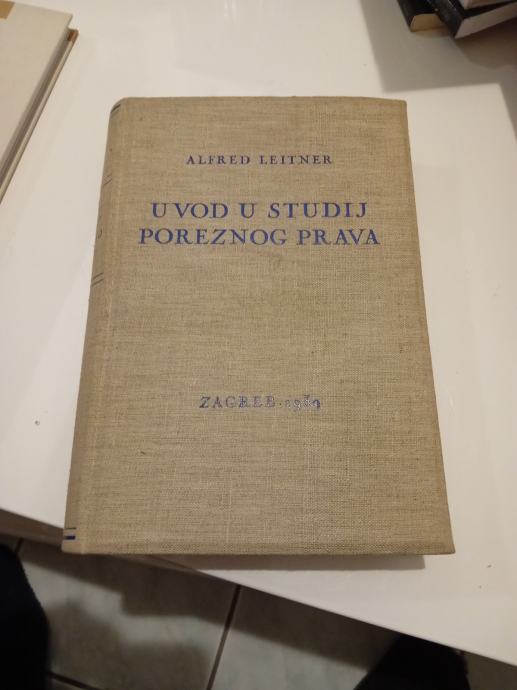 ALFRED LEITNER
UVOD U STUDIJ
POREZNOG PRAVA
ZAGREB